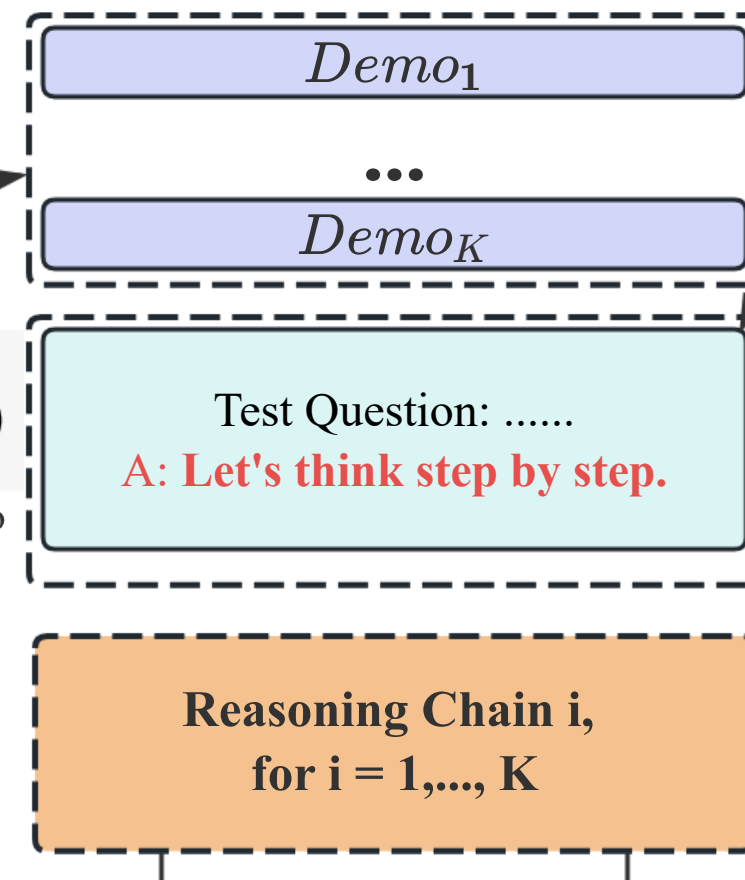 Demo₁
...
Demo_K
Test Question: ......
A: Let's think step by step.
Reasoning Chain i,
for i = 1,..., K